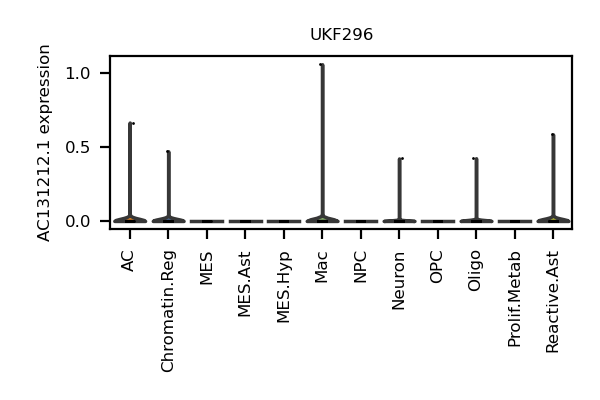 UKF296
AC131212.1 expression
1.0
0.5
0.0
AC
Chromatin.Reg
MES
MES.Ast
MES.Hyp
Mac
NPC
Neuron
OPC
Oligo
Prolif.Metab
Reactive.Ast